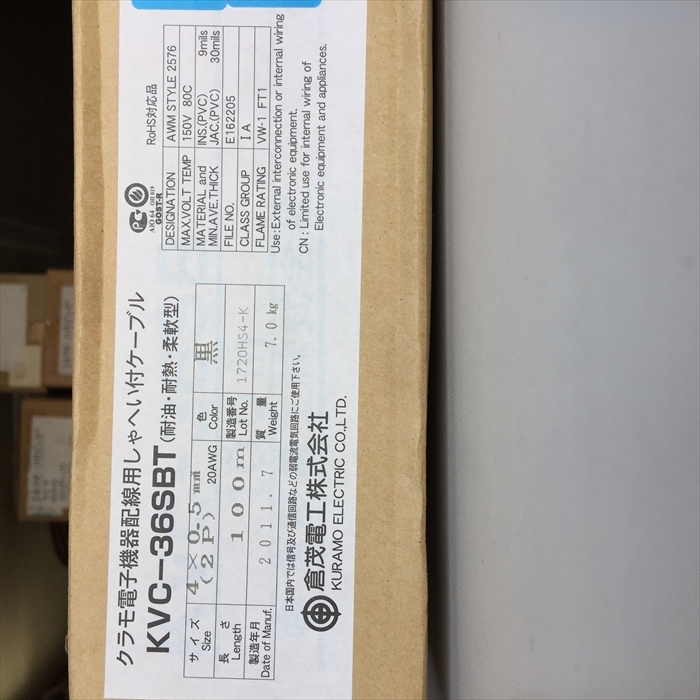 クラモ電子機器配線用しゃへい付ケーブル
KVC-36SBT (耐油・耐熱・柔軟型)
サイズ Size 4×0.5㎟ (2P) 20AWG 色 Color 黒
長さ Length 100m 製造番号 Lot No. 1720HS4-K
製造年月 Date of Manuf. 2011.7 質量 Weight 7.0 kg
日本国内では信号及び通信回路などの弱電流電気回路にご使用下さい。
倉茂電工株式会社
KURAMO ELECTRIC CO.,LTD.
GOST-R
RoHS対応品
DESIGNATION AWM STYLE 2576
MAX.VOLT TEMP 150V 80C
MATERIAL and MIN.AVE.THICK INS.(PVC) 9mils JAC.(PVC) 30mils
FILE NO. E162205
CLASS GROUP I A
FLAME RATING VW-1 FT1
Use:External interconnection or internal wiring
of electronic equipment.
CN : Limited use for internal wiring of
Electronic equipment and appliances.